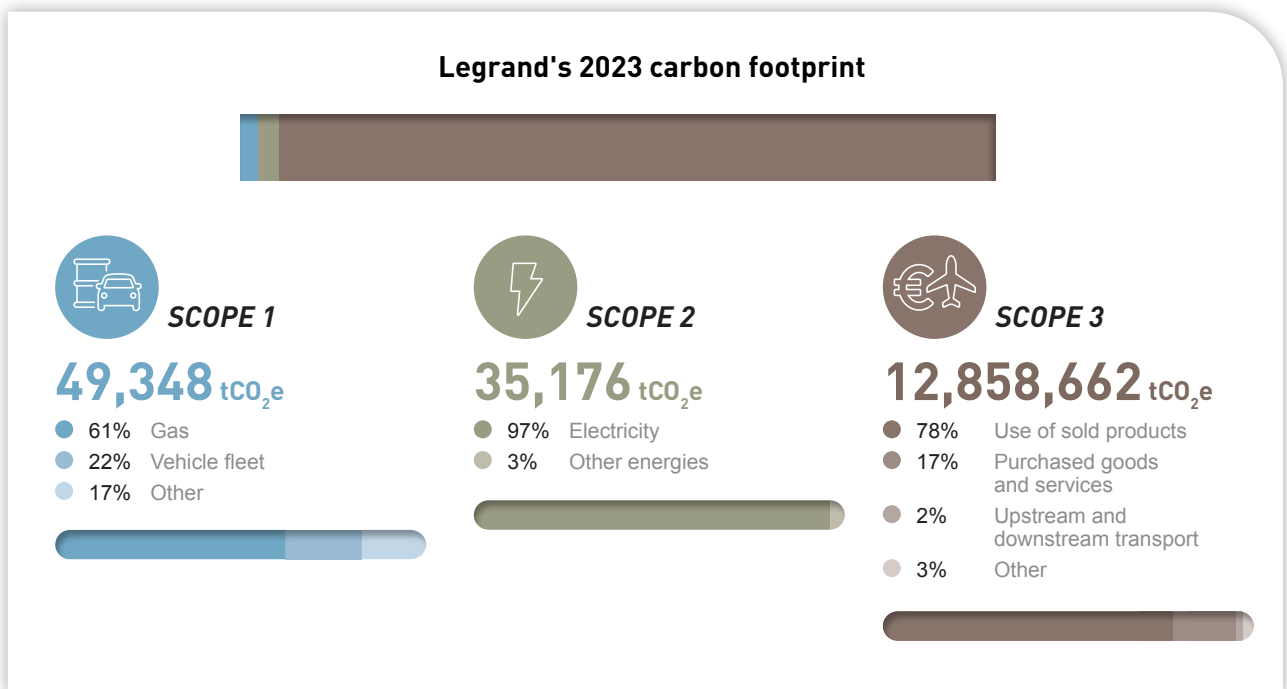 Legrand's 2023 carbon footprint
SCOPE 1
49,348 tCO₂e
61% Gas
22% Vehicle fleet
17% Other
SCOPE 2
35,176 tCO₂e
97% Electricity
3% Other energies
SCOPE 3
12,858,662 tCO₂e
78% Use of sold products
17% Purchased goods
and services
2% Upstream and
downstream transport
3% Other